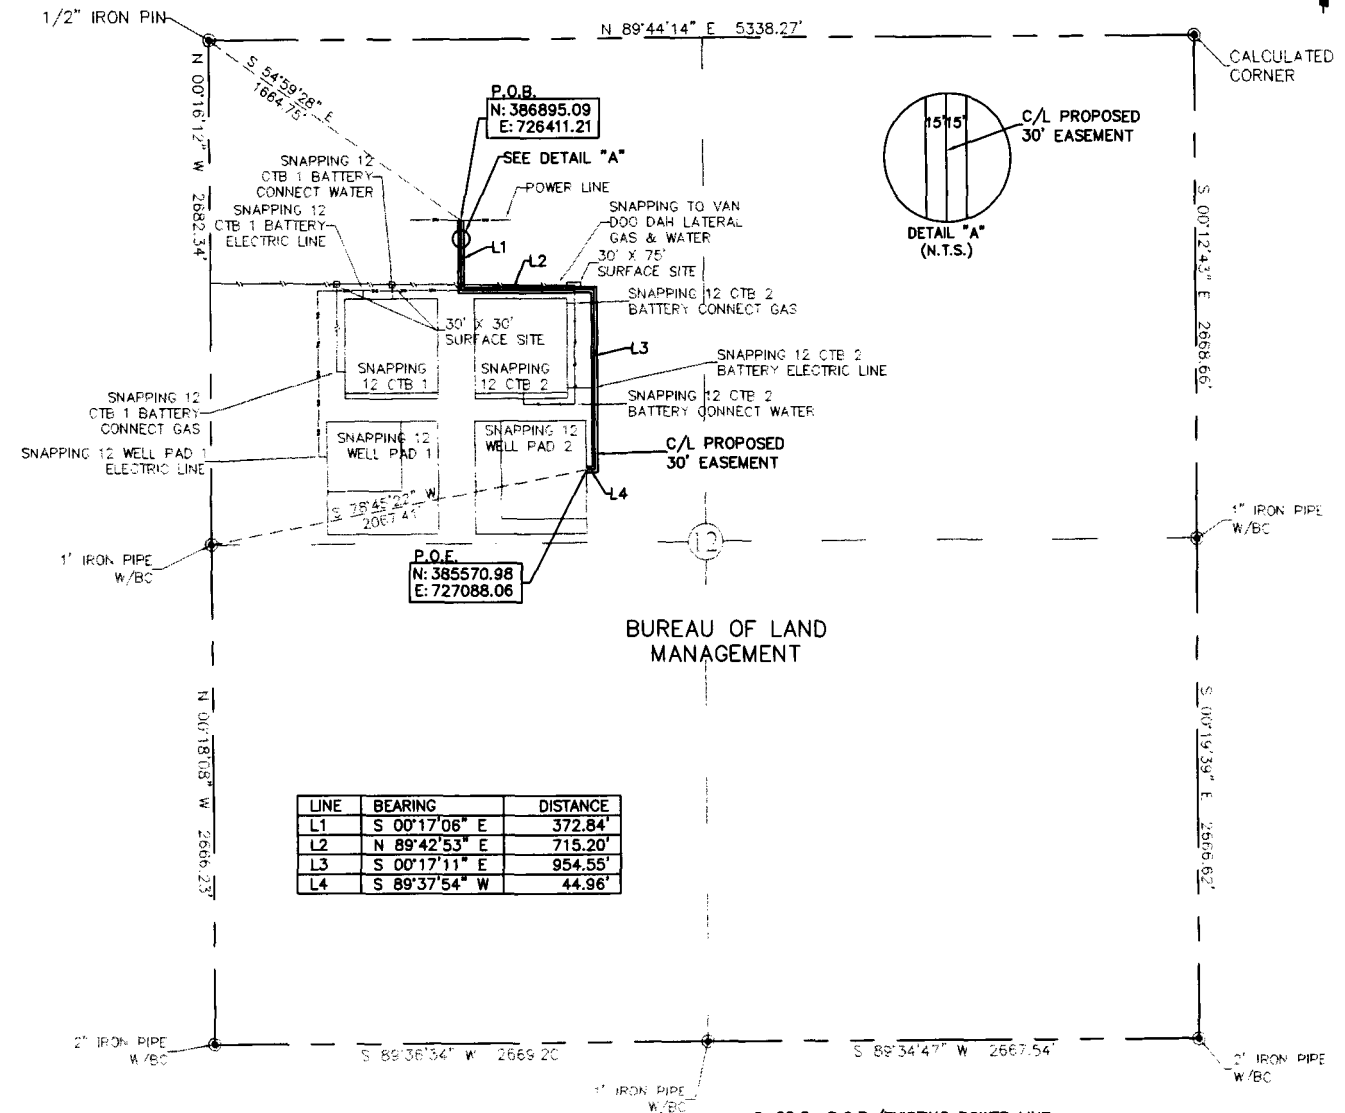 1/2" IRON PIN
N 89°44'14" E 5338.27'
CALCULATED
CORNER
S 54°59'28" E
1664.75'
N 00°16'12" W 2682.34'
P.O.B.
N: 386895.09
E: 726411.21
SEE DETAIL "A"
POWER LINE
15' 15'
C/L PROPOSED
30' EASEMENT
DETAIL "A"
(N.T.S.)
SNAPPING 12
CTB 1 BATTERY
CONNECT WATER
SNAPPING 12
CTB 1 BATTERY
ELECTRIC LINE
SNAPPING TO VAN
DOO DAH LATERAL
GAS & WATER
30' X 75'
SURFACE SITE
L1
L2
SNAPPING 12 CTB 2
BATTERY CONNECT GAS
S 00°12'43" E 2668.66'
30' X 30'
SURFACE SITE
L3
SNAPPING
12 CTB 1
SNAPPING
12 CTB 2
SNAPPING 12 CTB 2
BATTERY ELECTRIC LINE
SNAPPING 12
CTB 1 BATTERY
CONNECT GAS
SNAPPING 12 CTB 2
BATTERY CONNECT WATER
SNAPPING 12 WELL PAD 1
ELECTRIC LINE
SNAPPING 12
WELL PAD 1
SNAPPING 12
WELL PAD 2
C/L PROPOSED
30' EASEMENT
L4
S 78°45'22" W
2067.41'
1' IRON PIPE
W/BC
12
1" IRON PIPE
W/BC
P.O.E.
N: 385570.98
E: 727088.06
BUREAU OF LAND
MANAGEMENT
N 00°18'08" W 2666.23'
S 00°19'39" E 2666.62'
LINE BEARING DISTANCE
L1 S 00°17'06" E 372.84'
L2 N 89°42'53" E 715.20'
L3 S 00°17'11" E 954.55'
L4 S 89°37'54" W 44.96'
2" IRON PIPE
W/BC
S 89°36'34" W 2669.20
S 89°34'47" W 2667.54'
2' IRON PIPE
W/BC
1' IRON PIPE
W/BC